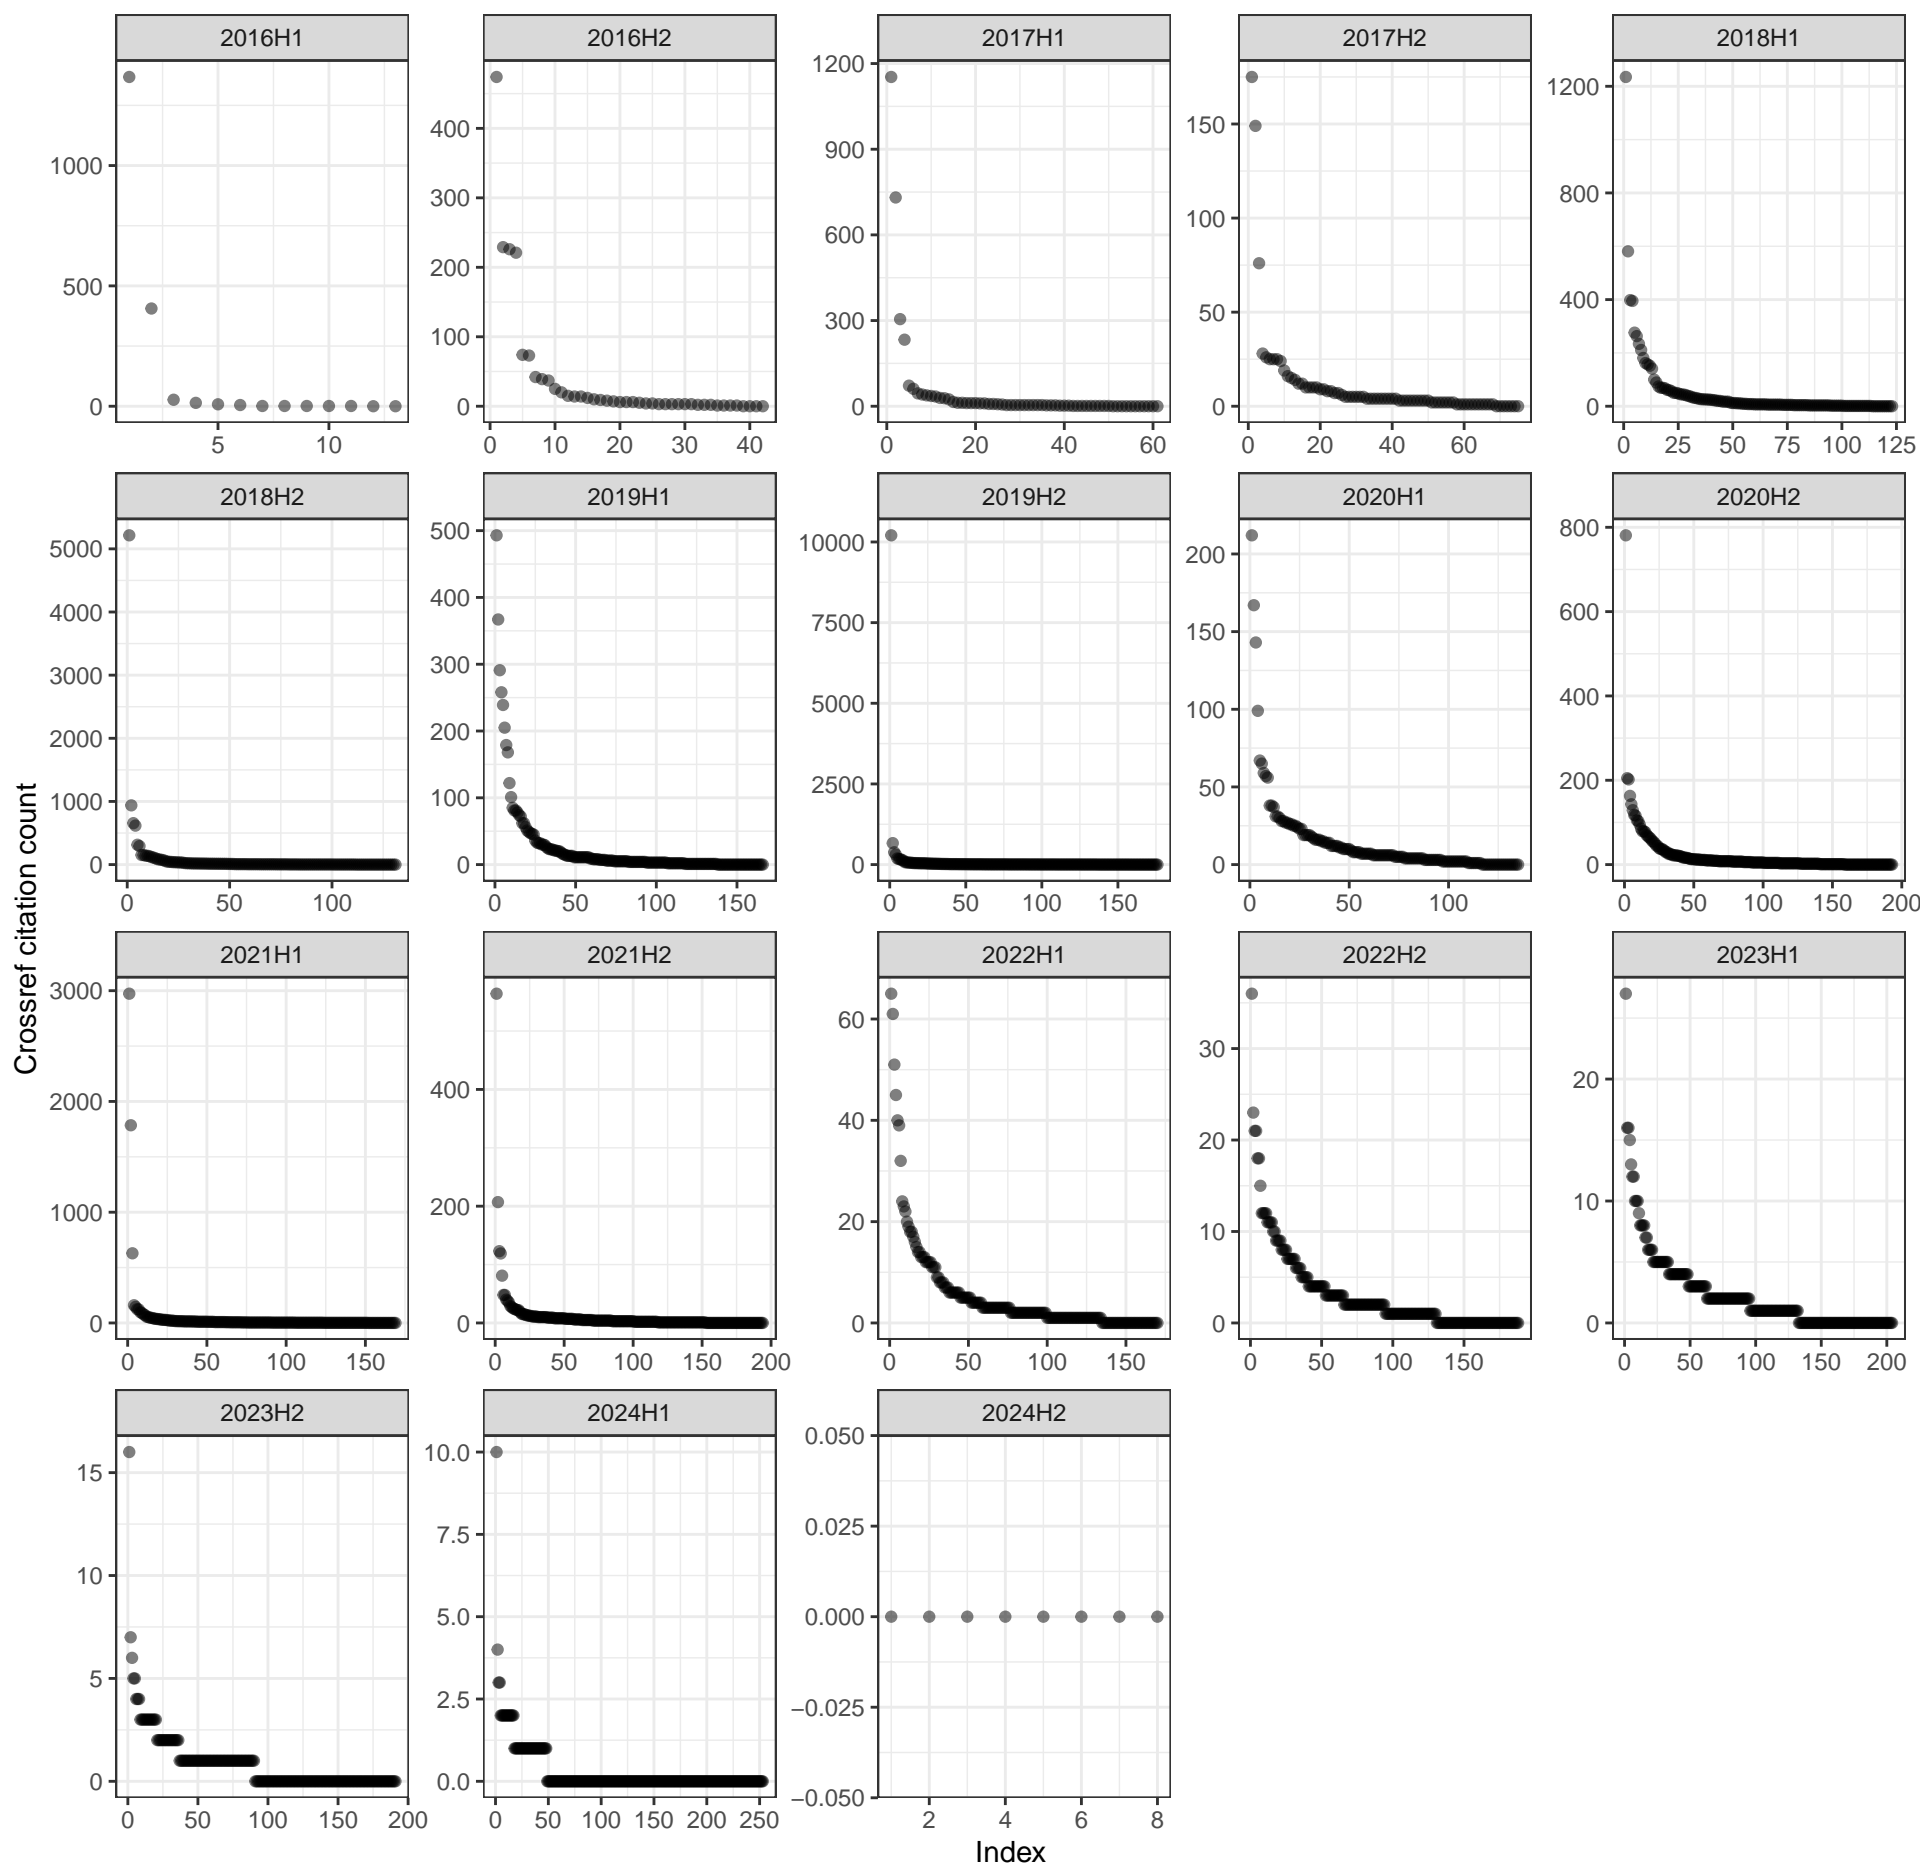 2016H1 2016H2 2017H1 2017H2 2018H1
1000 500 0
400 300 200 100 0
1200 900 600 300 0
150 100 50 0
1200 800 400 0
5 10
0 10 20 30 40
0 20 40 60
0 20 40 60
0 25 50 75 100 125
2018H2 2019H1 2019H2 2020H1 2020H2
5000 4000 3000 2000 1000 0
500 400 300 200 100 0
10000 7500 5000 2500 0
200 150 100 50 0
800 600 400 200 0
0 50 100
0 50 100 150
0 50 100 150
0 50 100
0 50 100 150 200
Crossref citation count
2021H1 2021H2 2022H1 2022H2 2023H1
3000 2000 1000 0
400 200 0
60 40 20 0
30 20 10 0
20 10 0
0 50 100 150
0 50 100 150 200
0 50 100 150
0 50 100 150
0 50 100 150 200
2023H2 2024H1 2024H2
15 10 5 0
10.0 7.5 5.0 2.5 0.0
0.050 0.025 0.000 −0.025 −0.050
0 50 100 150 200
0 50 100 150 200 250
2 4 6 8
Index